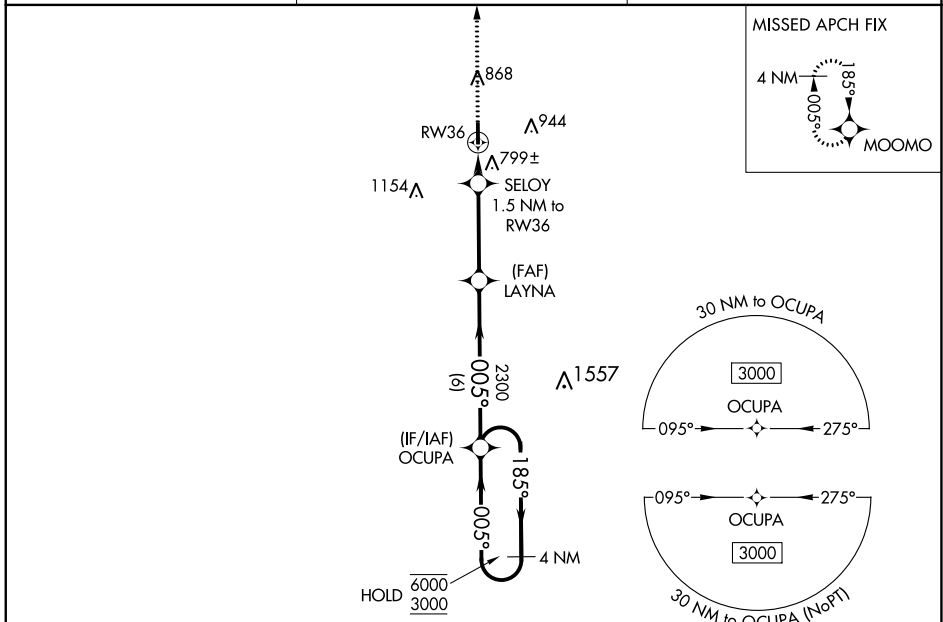 MISSED APCH FIX
4 NM
185°
005°
MOOMO
868
RW36
944
799±
1154
SELOY
1.5 NM to
RW36
(FAF)
LAYNA
2300
005°
(6)
1557
(IF/IAF)
OCUPA
185°
005°
4 NM
HOLD
6000
3000
30 NM to OCUPA
3000
OCUPA
095°
275°
095°
275°
OCUPA
3000
30 NM to OCUPA (NoPT)